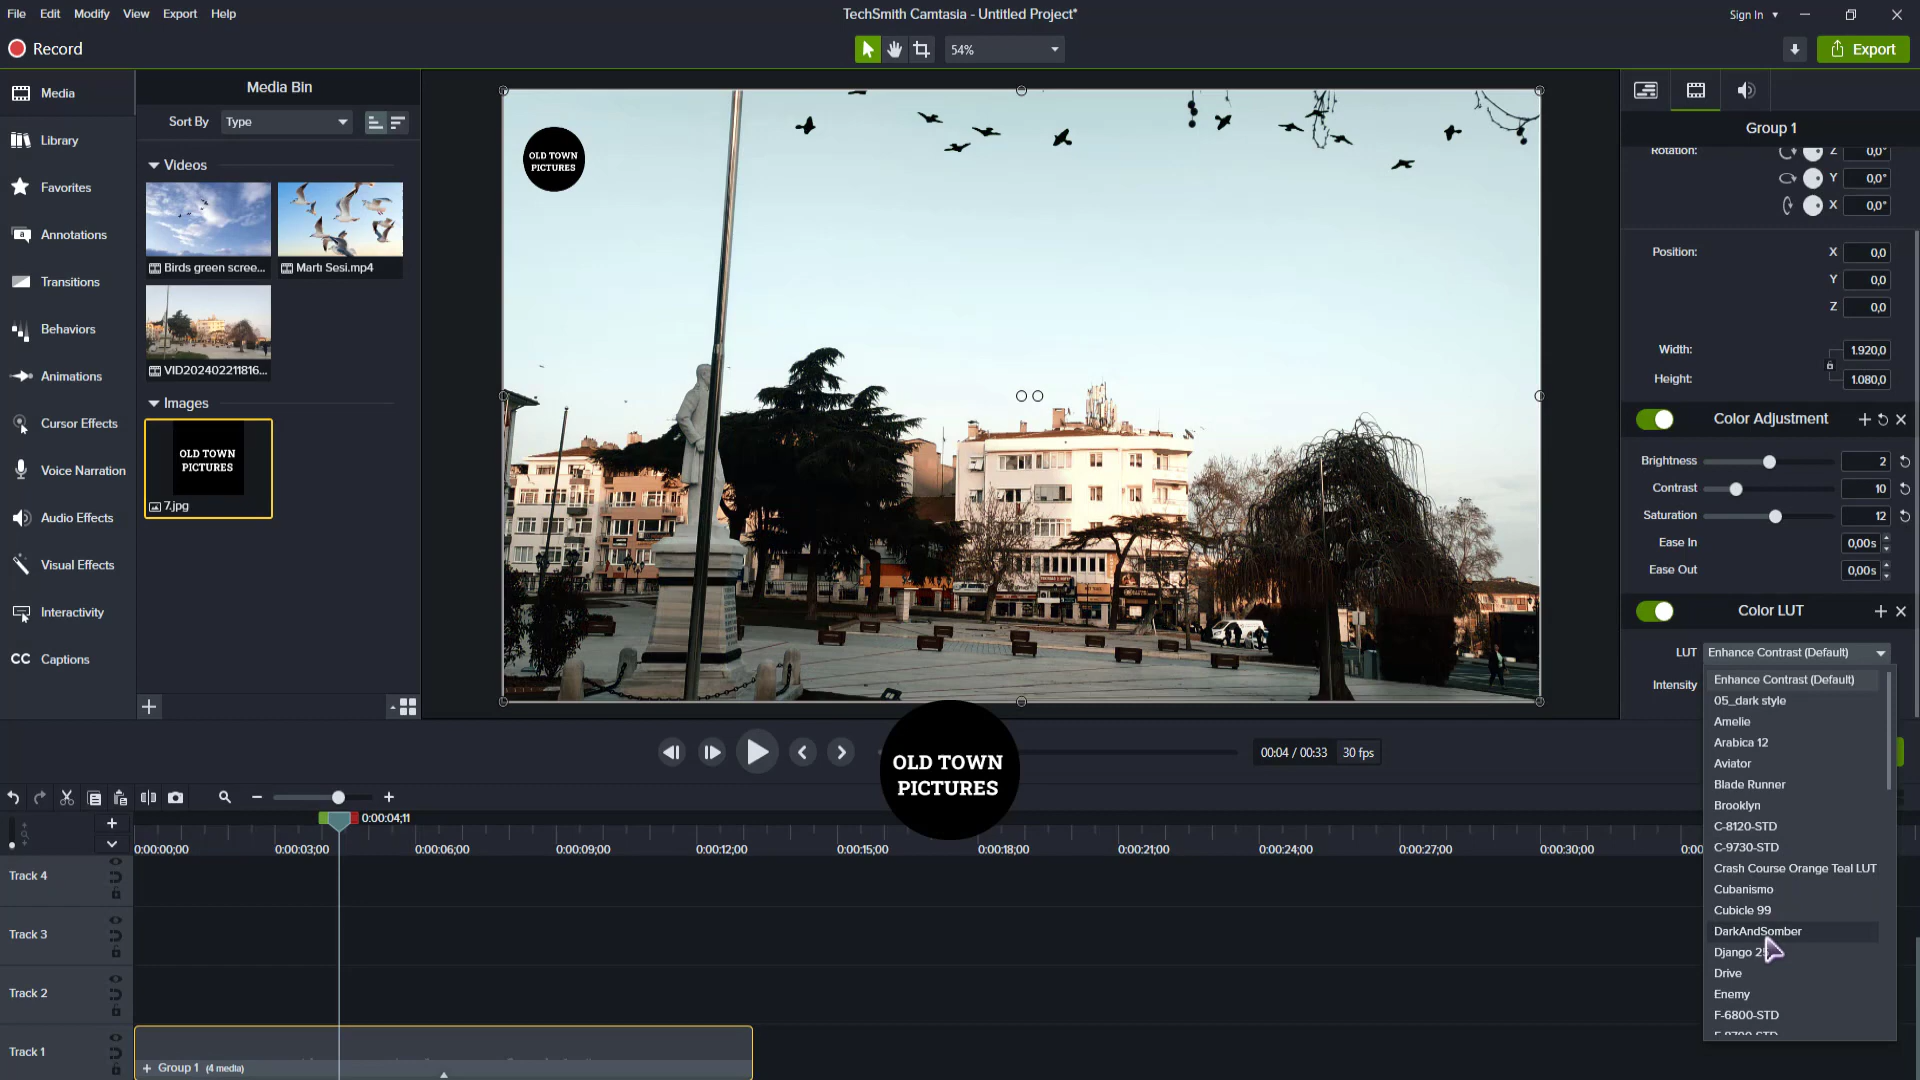 File Edit Modify View Export Help
TechSmith Camtasia - Untitled Project*
Sign In
Record
54%
Export
Media
Library
Favorites
Annotations
Transitions
Behaviors
Animations
Cursor Effects
Voice Narration
Audio Effects
Visual Effects
Interactivity
CC Captions
Media Bin
Sort By Type
Videos
Birds green scree...
Martı Sesi.mp4
VID202402211816...
Images
OLD TOWN
PICTURES
7.jpg
OLD TOWN
PICTURES
Group 1
Rotation: Z 0,0°
Y 0,0°
X 0,0°
Position: X 0,0
Y 0,0
Z 0,0
Width: 1.920,0
Height: 1.080,0
Color Adjustment
Brightness 2
Contrast 10
Saturation 12
Ease In 0,00s
Ease Out 0,00s
Color LUT
LUT Enhance Contrast (Default)
Intensity
Enhance Contrast (Default)
05_dark style
Amelie
Arabica 12
Aviator
Blade Runner
Brooklyn
C-8120-STD
C-9730-STD
Crash Course Orange Teal LUT
Cubanismo
Cubicle 99
DarkAndSomber
Django
Drive
Enemy
F-6800-STD
00:04 / 00:33 30 fps
OLD TOWN
PICTURES
0:00:04;11
0:00:00;00 0:00:03;00 0:00:06;00 0:00:09;00 0:00:12;00 0:00:15;00 0:00:18;00 0:00:21;00 0:00:24;00 0:00:27;00 0:00:30;00
Track 4
Track 3
Track 2
Track 1
+ Group 1 (4 media)